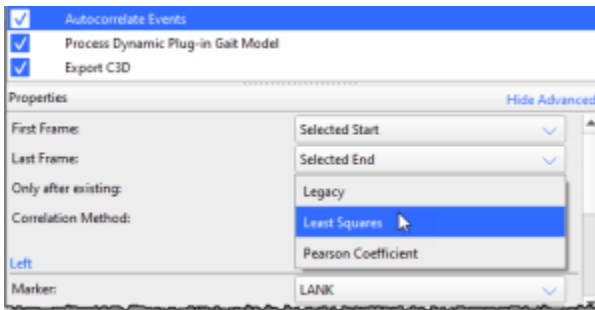 Autocorrelate Events
Process Dynamic Plug-in Gait Model
Export C3D
Properties Hide Advanced
First Frame: Selected Start
Last Frame: Selected End
Only after existing:
Legacy
Correlation Method:
Least Squares
Pearson Coefficient
Left
Marker: LANK